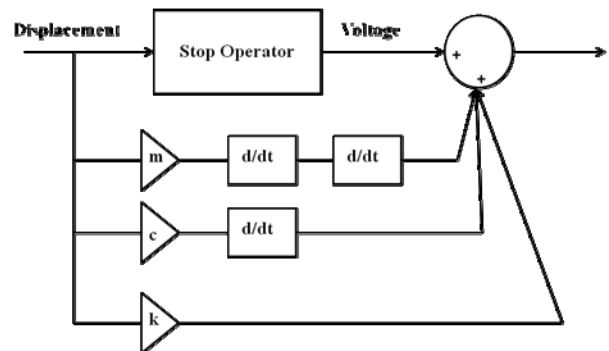 Displacement
Stop Operator
Voltage
+
+
m
d/dt
d/dt
c
d/dt
k